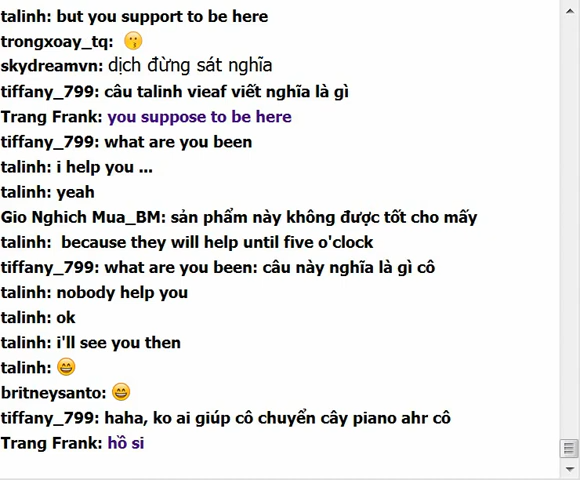 talinh: but you support to be here
trongxoay_tq:
skydreamvn: dịch đừng sát nghĩa
tiffany_799: câu talinh vieaf viết nghĩa là gì
Trang Frank: you suppose to be here
tiffany_799: what are you been
talinh: i help you ...
talinh: yeah
Gio Nghich Mua_BM: sản phẩm này không được tốt cho mấy
talinh: because they will help until five o'clock
tiffany_799: what are you been: câu này nghĩa là gì cô
talinh: nobody help you
talinh: ok
talinh: i'll see you then
talinh: 😄
britneysanto: 😄
tiffany_799: haha, ko ai giúp cô chuyển cây piano ahr cô
Trang Frank: hồ si